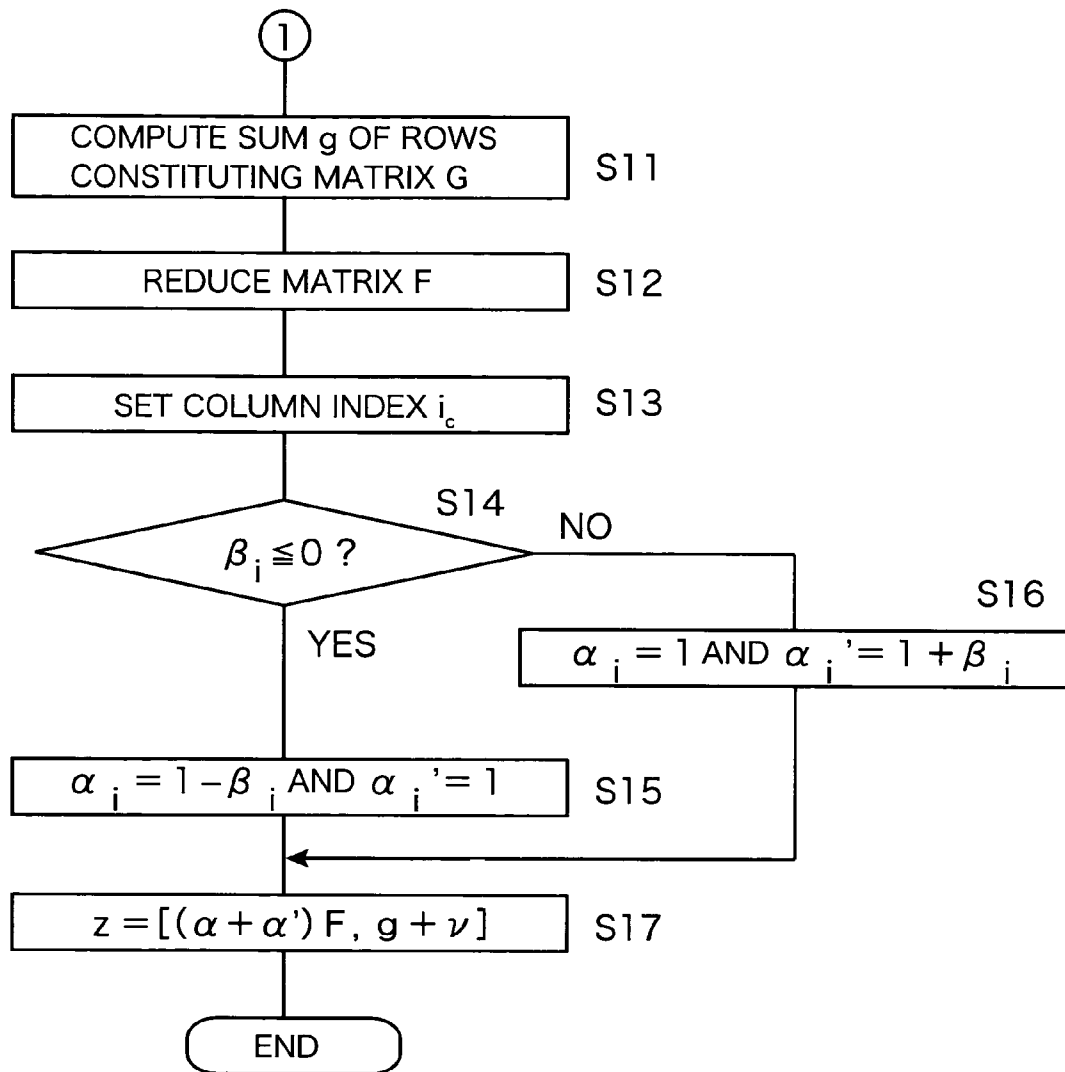 1
COMPUTE SUM g OF ROWS
CONSTITUTING MATRIX G
S11
REDUCE MATRIX F
S12
SET COLUMN INDEX i_c
S13
S14
β_i ≦ 0 ?
NO
YES
S16
α_i = 1 AND α_i' = 1 + β_i
α_i = 1 − β_i AND α_i' = 1
S15
z = [(α + α') F, g + ν]
S17
END